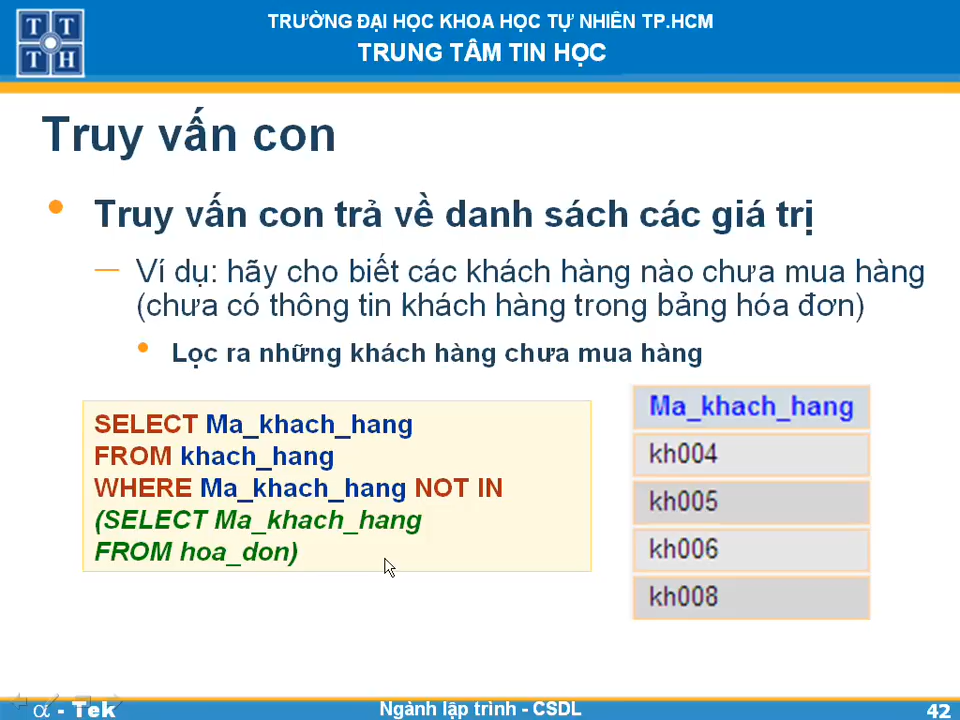 T T
T H
TRƯỜNG ĐẠI HỌC KHOA HỌC TỰ NHIÊN TP.HCM
TRUNG TÂM TIN HỌC
Truy vấn con
Truy vấn con trả về danh sách các giá trị
Ví dụ: hãy cho biết các khách hàng nào chưa mua hàng
(chưa có thông tin khách hàng trong bảng hóa đơn)
Lọc ra những khách hàng chưa mua hàng
SELECT Ma_khach_hang
FROM khach_hang
WHERE Ma_khach_hang NOT IN
(SELECT Ma_khach_hang
FROM hoa_don)
Ma_khach_hang
kh004
kh005
kh006
kh008
α - Tek
Ngành lập trình - CSDL
42